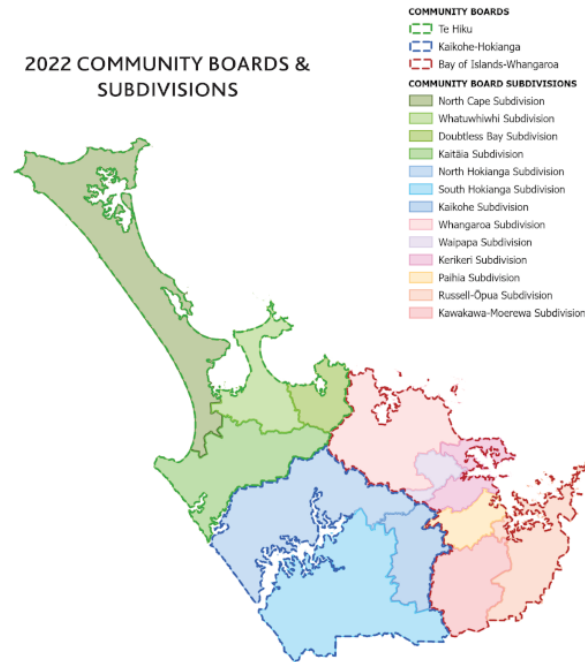 2022 COMMUNITY BOARDS &
SUBDIVISIONS
COMMUNITY BOARDS
Te Hiku
Kaikohe-Hokianga
Bay of Islands-Whangaroa
COMMUNITY BOARD SUBDIVISIONS
North Cape Subdivision
Whatuwhiwhi Subdivision
Doubtless Bay Subdivision
Kaitāia Subdivision
North Hokianga Subdivision
South Hokianga Subdivision
Kaikohe Subdivision
Whangaroa Subdivision
Waipapa Subdivision
Kerikeri Subdivision
Paihia Subdivision
Russell-Ōpua Subdivision
Kawakawa-Moerewa Subdivision